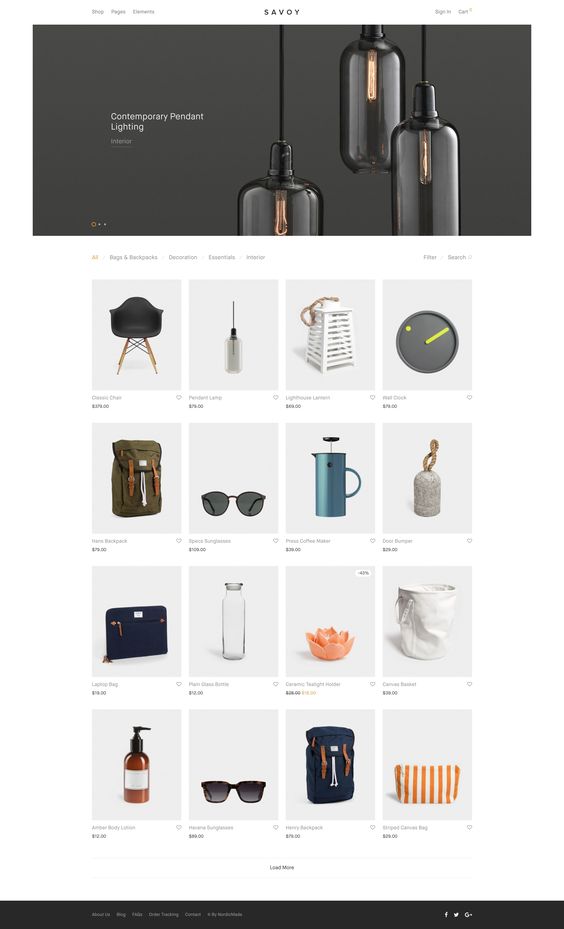 Shop Pages Elements
SAVOY
Sign In Cart
Contemporary Pendant
Lighting
Interior
All / Bags & Backpacks / Decoration / Essentials / Interior
Filter / Search
Classic Chair
$379.00
Pendant Lamp
$79.00
Lighthouse Lantern
$69.00
Wall Clock
$79.00
Hans Backpack
$79.00
Specs Sunglasses
$109.00
Press Coffee Maker
$39.00
Door Bumper
$29.00
Laptop Bag
$19.00
Plain Glass Bottle
$12.00
-43%
Ceramic Tealight Holder
$28.00 $16.00
Canvas Basket
$39.00
Amber Body Lotion
$12.00
Havana Sunglasses
$89.00
Henry Backpack
$79.00
Striped Canvas Bag
$29.00
Load More
About Us Blog FAQs Order Tracking Contact © By NordicMade